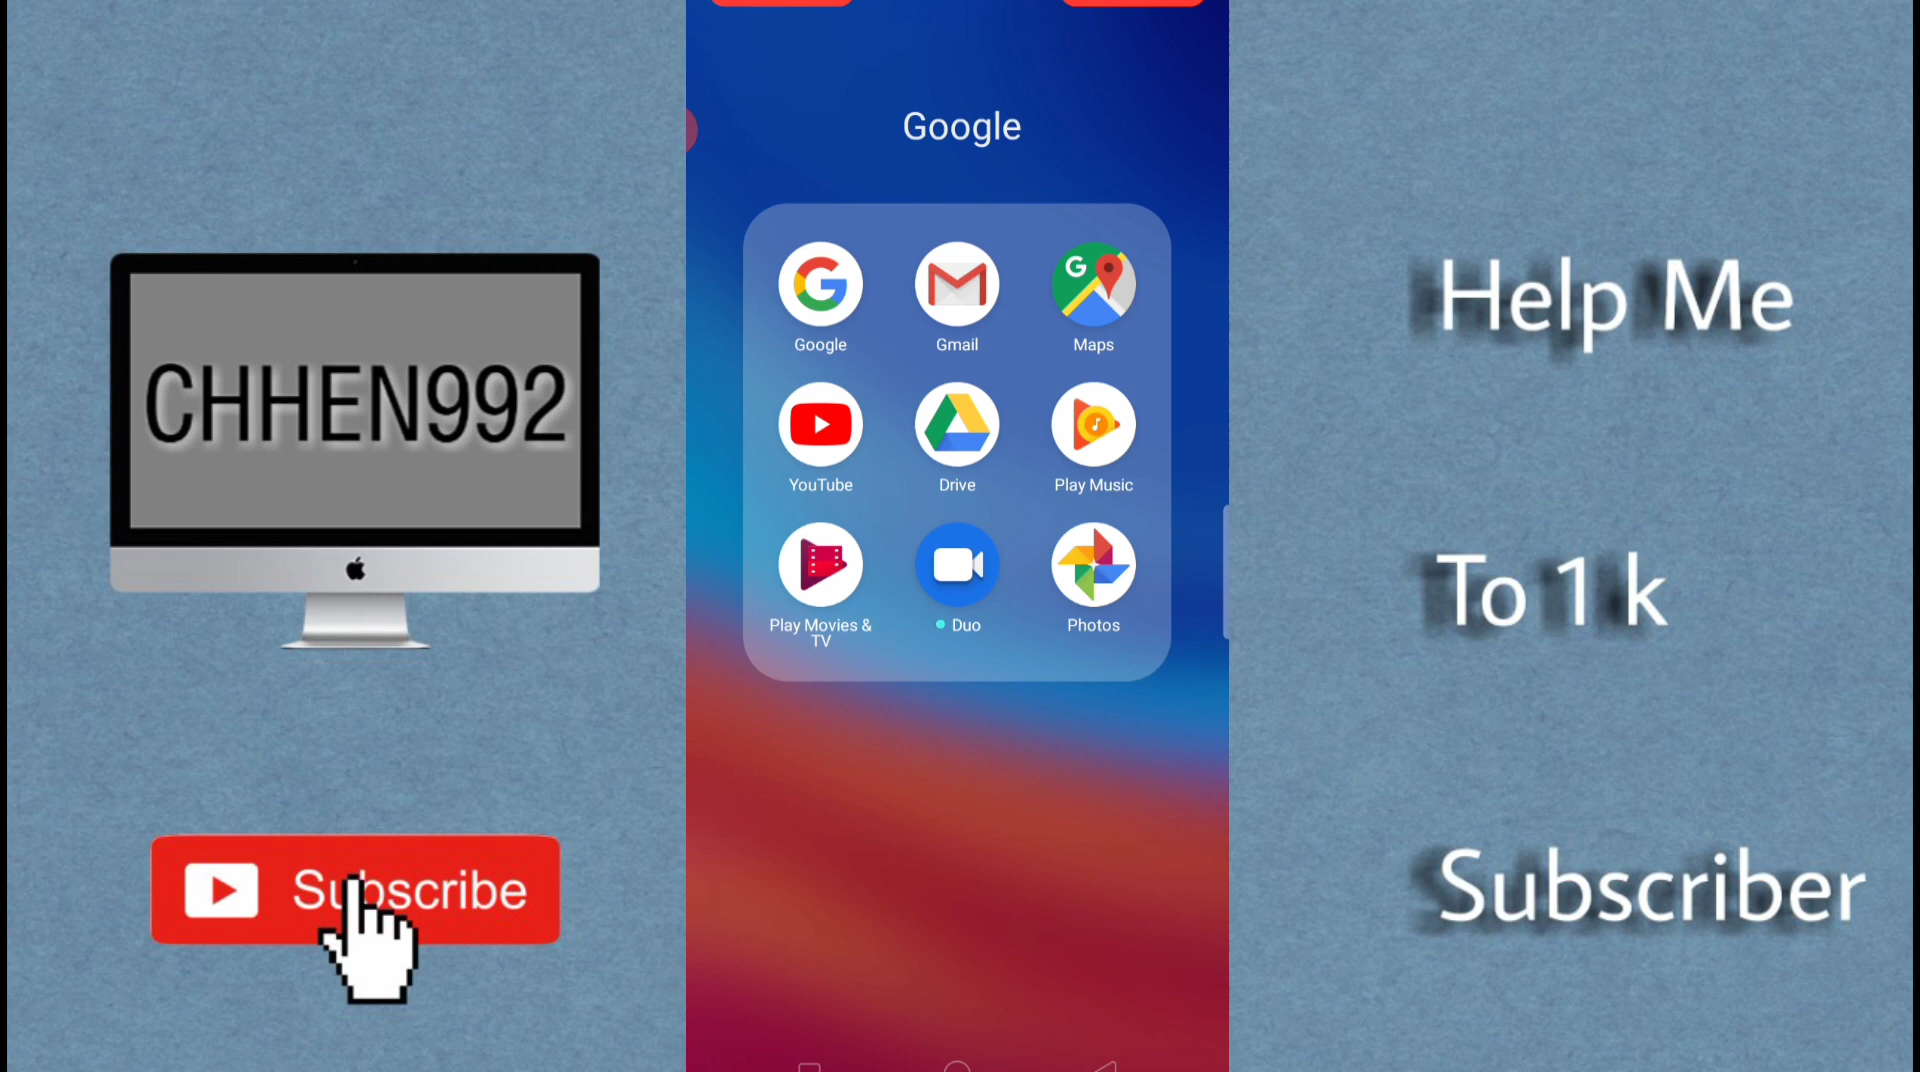 CHHEN992
Subscribe
Google
Google
Gmail
Maps
YouTube
Drive
Play Music
Play Movies &
TV
Duo
Photos
Help Me
To 1 k
Subscriber